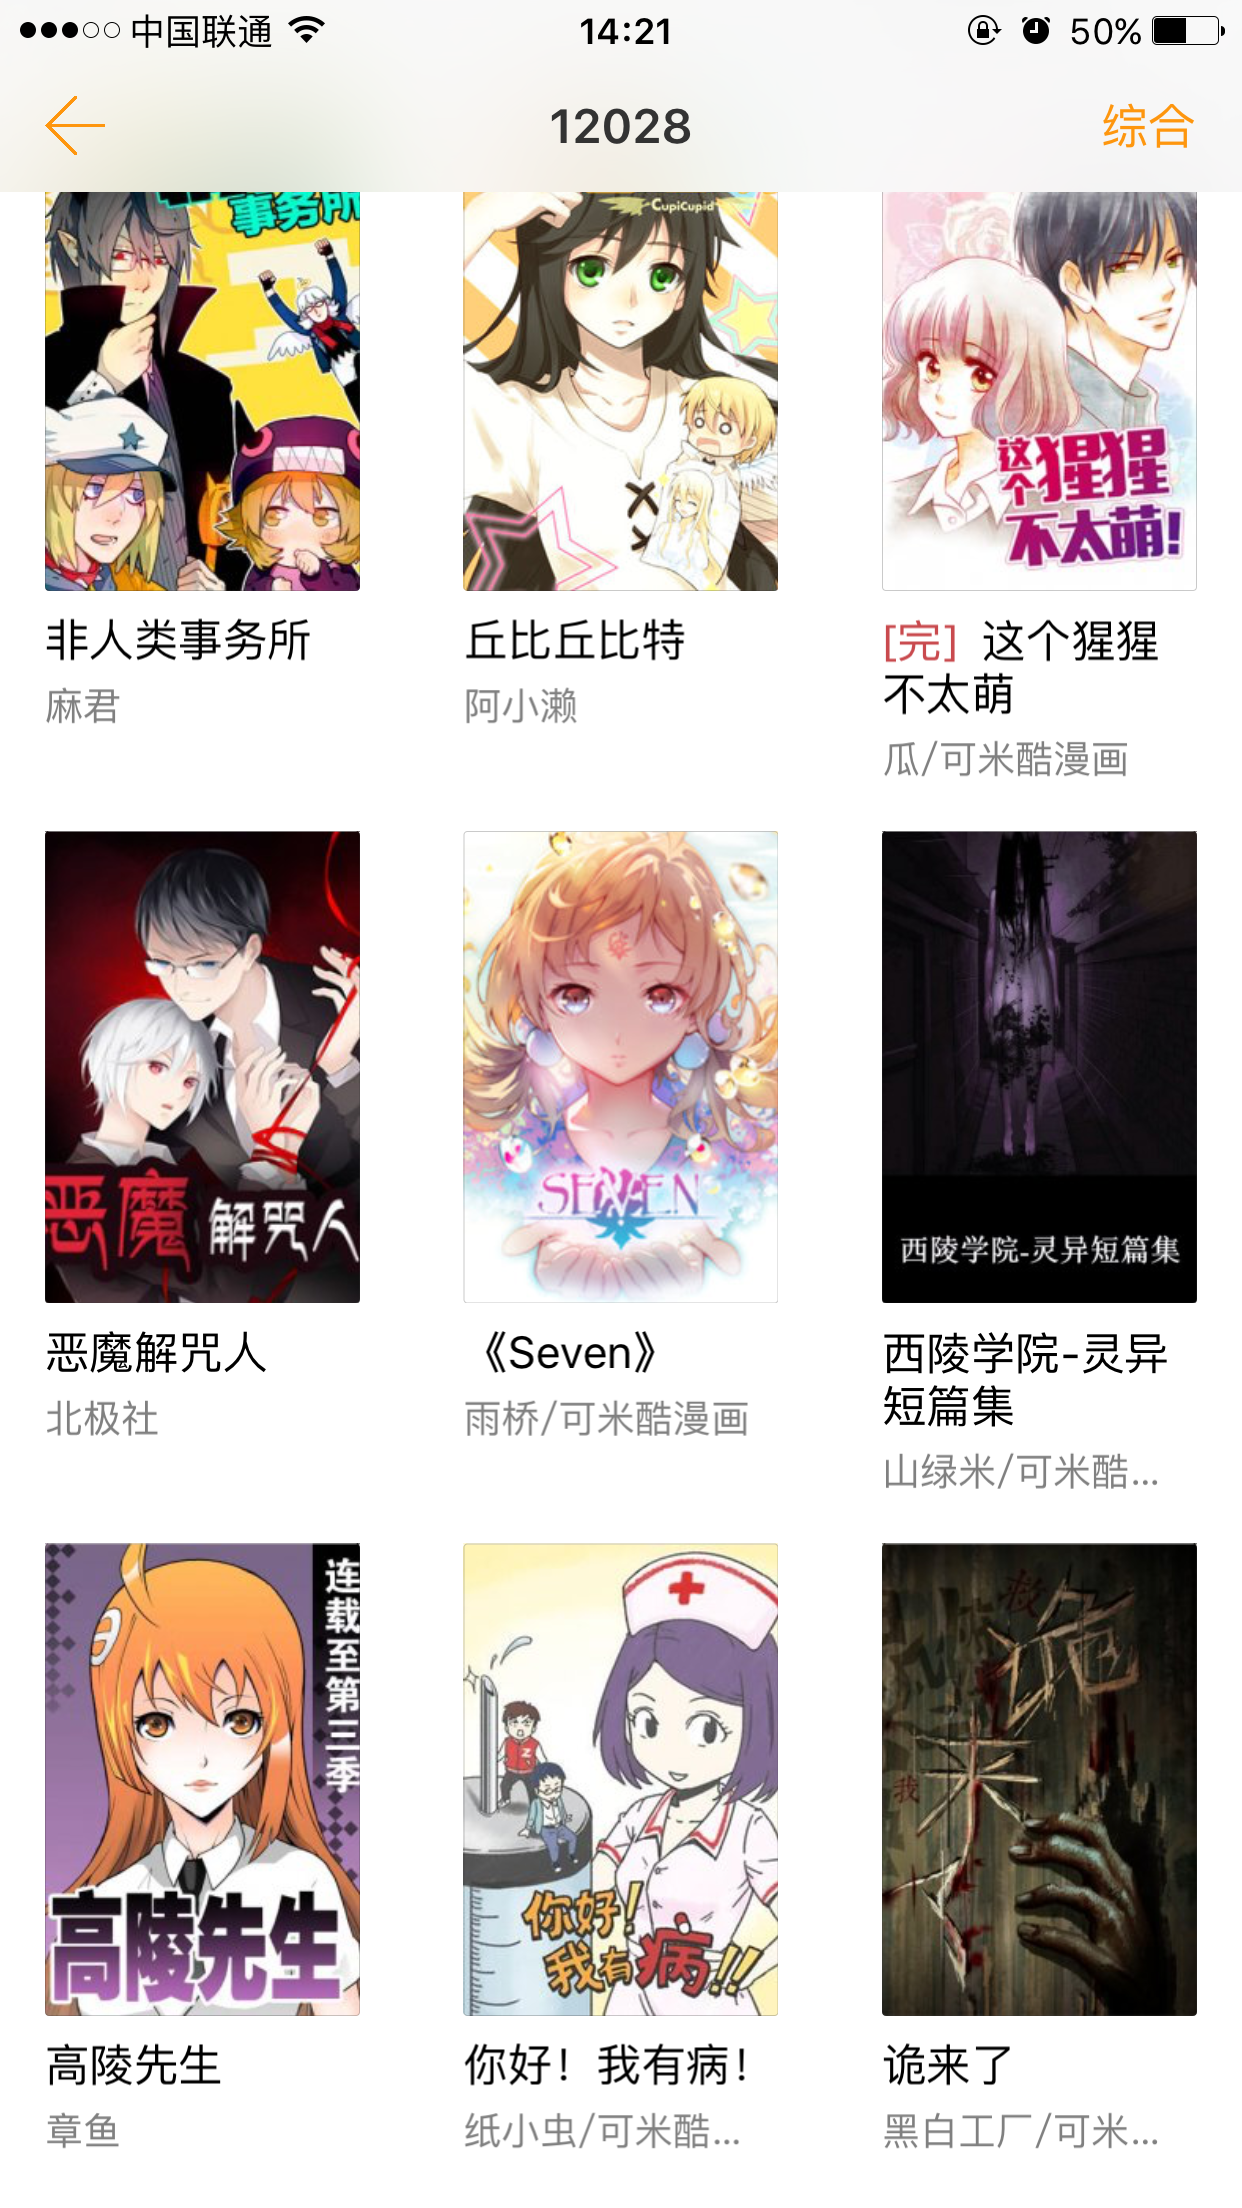 中国联通
14:21
50%
12028
综合
事务所
CupiCupid
这个猩猩
不太萌!
非人类事务所
麻君
丘比丘比特
阿小濑
[完] 这个猩猩
不太萌
瓜/可米酷漫画
恶魔 解咒人
SEVEN
西陵学院-灵异短篇集
恶魔解咒人
北极社
《Seven》
雨桥/可米酷漫画
西陵学院-灵异
短篇集
山绿米/可米酷...
连载至第三季
高陵先生
你好!
我有病!!
救
诡
来
我
了
高陵先生
章鱼
你好！我有病！
纸小虫/可米酷...
诡来了
黑白工厂/可米...